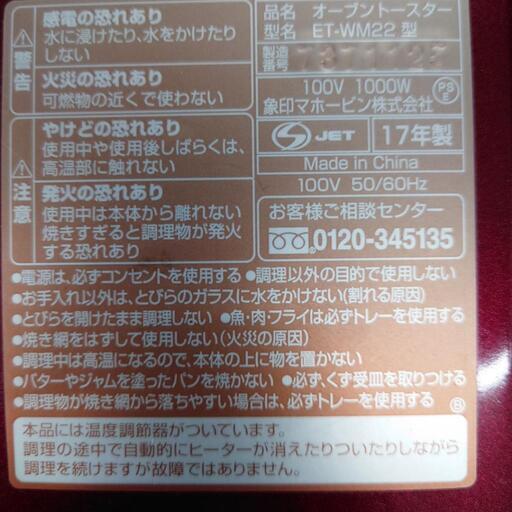 警告
感電の恐れあり
水に浸けたり、水をかけたり
しない
火災の恐れあり
可燃物の近くで使わない
注意
やけどの恐れあり
使用中や使用後しばらくは、
高温部に触れない
発火の恐れあり
使用中は本体から離れない
焼きすぎると調理物が発火
する恐れあり
品名 オーブントースター
型名 ET-WM22 型
製造
番号
100V 1000W
PS
E
象印マホービン株式会社
JET 17年製
Made in China
100V 50/60Hz
お客様ご相談センター
0120-345135
●電源は、必ずコンセントを使用する ●調理以外の目的で使用しない
●お手入れ以外は、とびらのガラスに水をかけない(割れる原因)
●とびらを開けたまま調理しない ●魚・肉・フライは必ずトレーを使用する
●焼き網をはずして使用しない(火災の原因)
●調理中は高温になるので、本体の上に物を置かない
●バターやジャムを塗ったパンを焼かない ●必ず、くず受皿を取りつける
●調理物が焼き網から落ちやすい場合は、必ずトレーを使用する
B
本品には温度調節器がついています。
調理の途中で自動的にヒーターが消えたりついたりしながら
調理を続けますが故障ではありません。